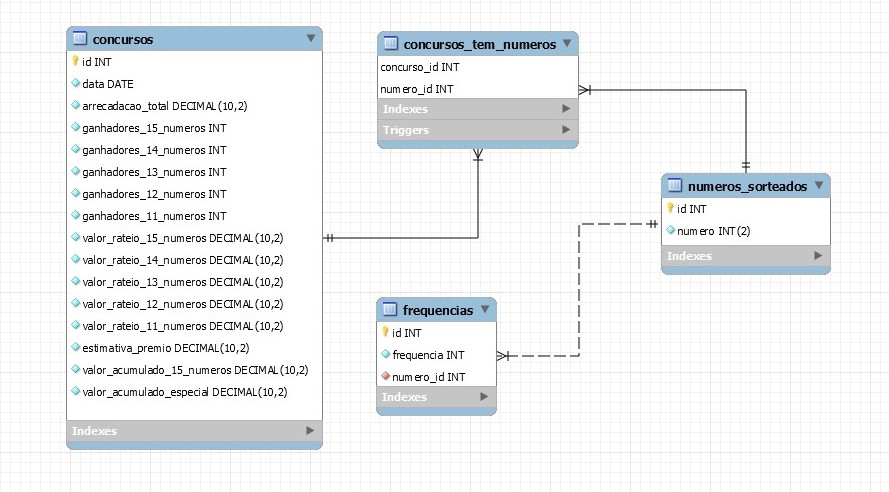 concursos
id INT
data DATE
arrecadacao_total DECIMAL(10,2)
ganhadores_15_numeros INT
ganhadores_14_numeros INT
ganhadores_13_numeros INT
ganhadores_12_numeros INT
ganhadores_11_numeros INT
valor_rateio_15_numeros DECIMAL(10,2)
valor_rateio_14_numeros DECIMAL(10,2)
valor_rateio_13_numeros DECIMAL(10,2)
valor_rateio_12_numeros DECIMAL(10,2)
valor_rateio_11_numeros DECIMAL(10,2)
estimativa_premio DECIMAL(10,2)
valor_acumulado_15_numeros DECIMAL(10,2)
valor_acumulado_especial DECIMAL(10,2)
Indexes
concursos_tem_numeros
concurso_id INT
numero_id INT
Indexes
Triggers
numeros_sorteados
id INT
numero INT(2)
Indexes
frequencias
id INT
frequencia INT
numero_id INT
Indexes